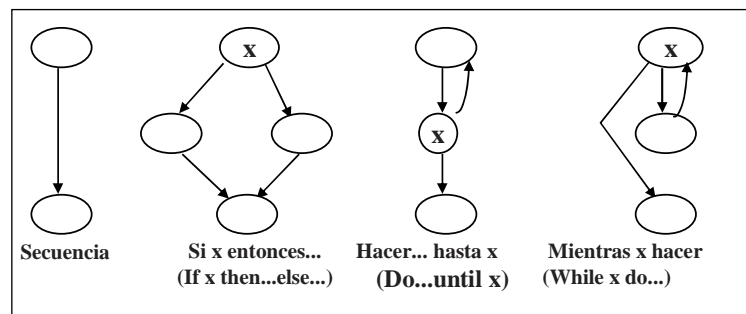 x
x
x
Secuencia
Si x entonces...
(If x then...else...)
Hacer... hasta x
(Do...until x)
Mientras x hacer
(While x do...)